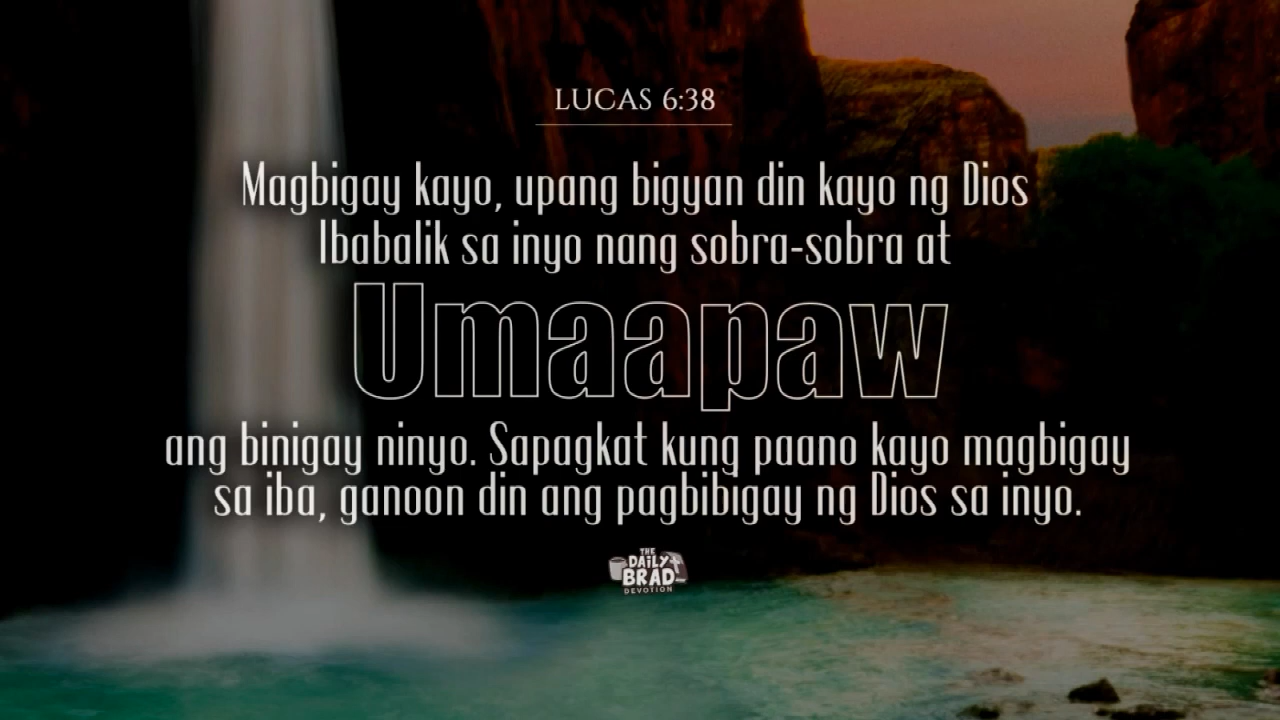 LUCAS 6:38
Magbigay kayo, upang bigyan din kayo ng Dios
Ibabalik sa inyo nang sobra-sobra at
Umaapaw
ang binigay ninyo. Sapagkat kung paano kayo magbigay
sa iba, ganoon din ang pagbibigay ng Dios sa inyo.
THE
DAILY
BRAD
DEVOTION